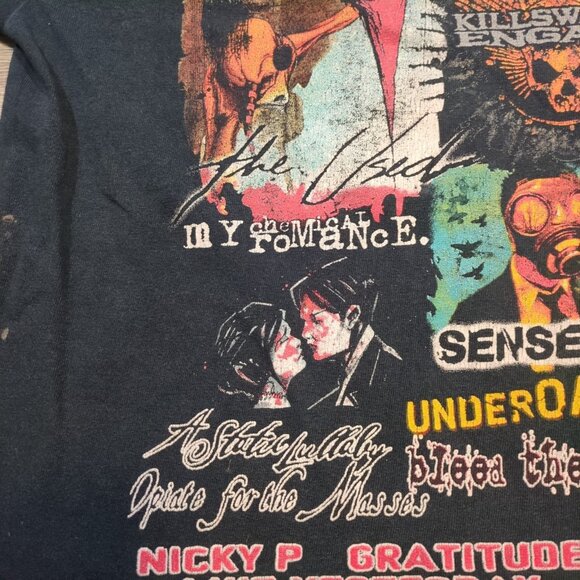 KILLSW
ENGA
the Used
MY CHEMICAL ROMANCE.
SENSE
UNDEROA
A Static Lullaby
bleed the
Opiate for the Masses
NICKY P GRATITUDE